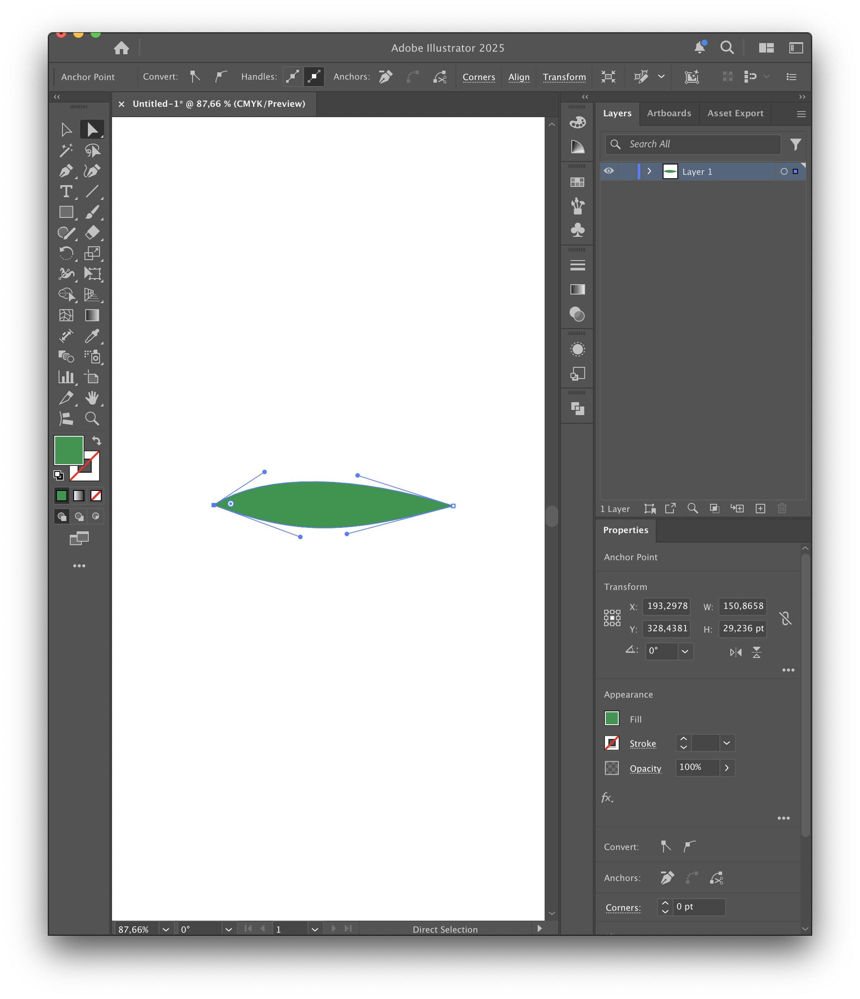 Adobe Illustrator 2025
Anchor Point
Convert:
Handles:
Anchors:
Corners
Align
Transform
Untitled-1* @ 87,66 % (CMYK/Preview)
Layers
Artboards
Asset Export
Search All
Layer 1
1 Layer
Properties
Anchor Point
Transform
X: 193,2978 W: 150,8658
Y: 328,4381 H: 29,236 pt
0°
Appearance
Fill
Stroke
Opacity 100%
fx.
Convert:
Anchors:
Corners: 0 pt
87,66%
0°
1
Direct Selection